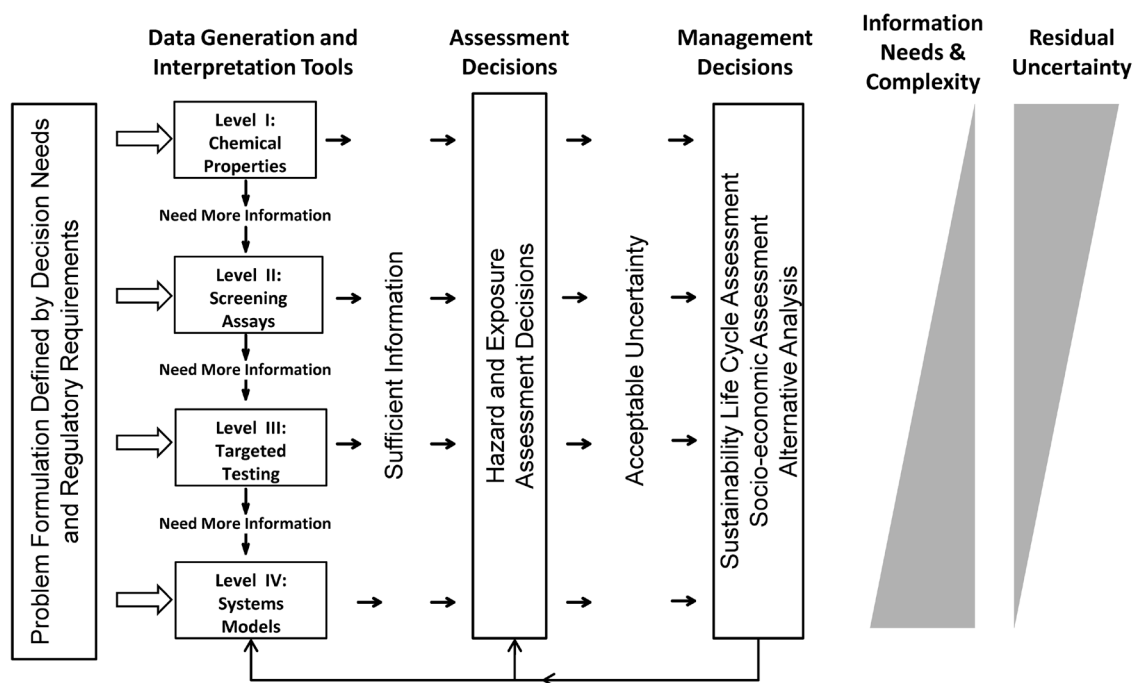 Data Generation and
Interpretation Tools
Assessment
Decisions
Management
Decisions
Information
Needs &
Complexity
Residual
Uncertainty
Problem Formulation Defined by Decision Needs
and Regulatory Requirements
Level I:
Chemical
Properties
Need More Information
Level II:
Screening
Assays
Need More Information
Level III:
Targeted
Testing
Need More Information
Level IV:
Systems
Models
Sufficient Information
Hazard and Exposure
Assessment Decisions
Acceptable Uncertainty
Sustainability Life Cycle Assessment
Socio-economic Assessment
Alternative Analysis